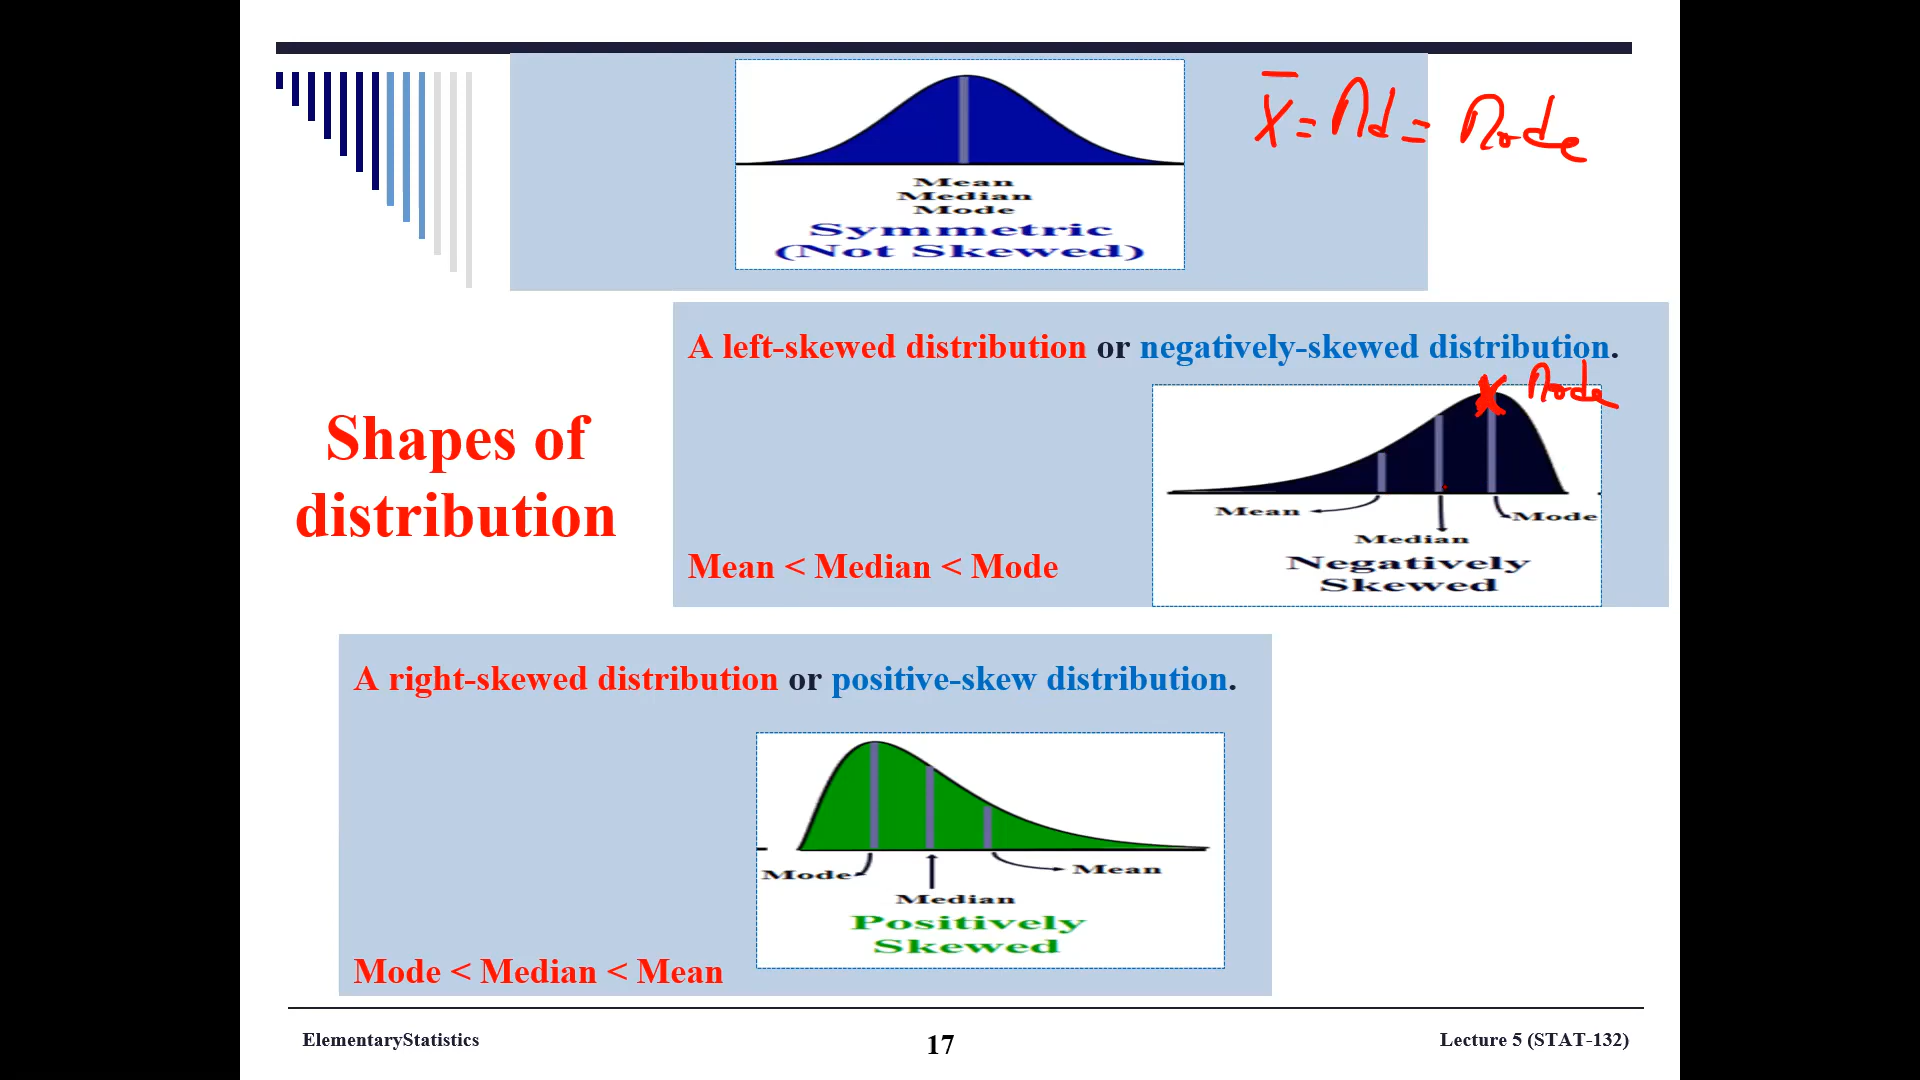 X̄ = Md = Mode
Mean
Median
Mode
Symmetric
(Not Skewed)
A left-skewed distribution or negatively-skewed distribution.
Mode
Shapes of
distribution
Mean
Mode
Median
Negatively
Skewed
Mean < Median < Mode
A right-skewed distribution or positive-skew distribution.
Mode
Mean
Median
Positively
Skewed
Mode < Median < Mean
ElementaryStatistics
17
Lecture 5 (STAT-132)